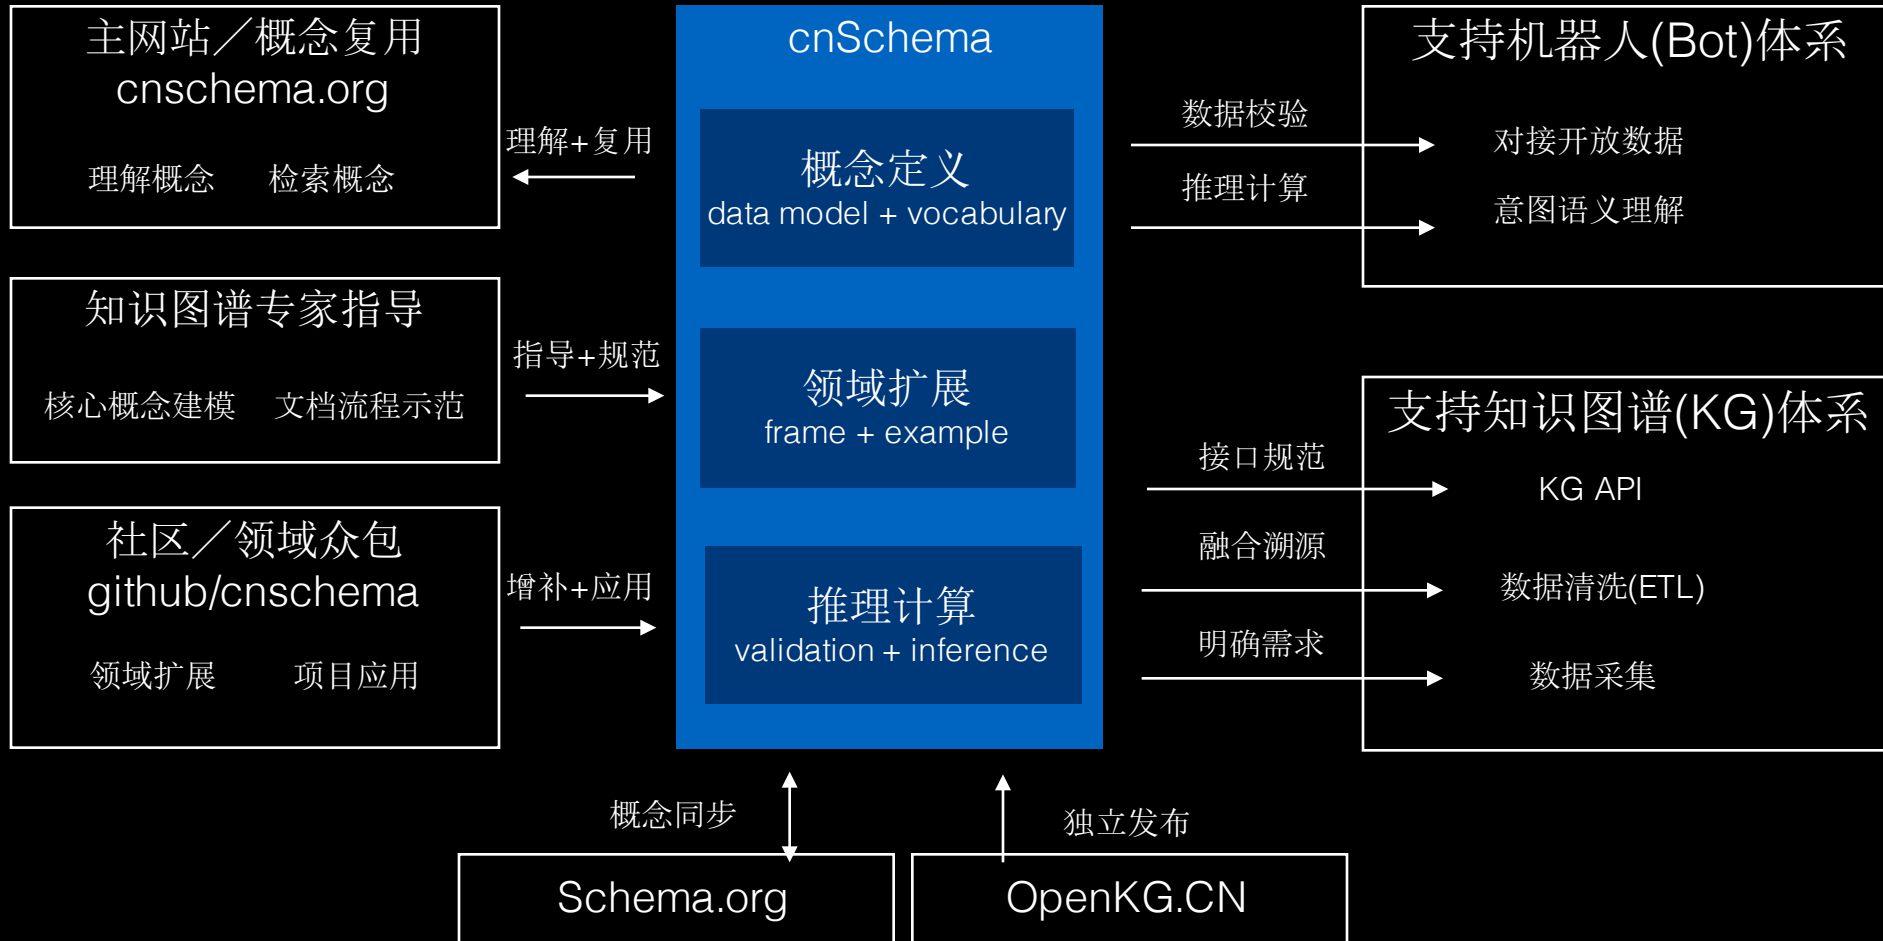 主网站／概念复用
cnschema.org
理解概念 检索概念
理解+复用
知识图谱专家指导
核心概念建模 文档流程示范
指导+规范
社区／领域众包
github/cnschema
领域扩展 项目应用
增补+应用
cnSchema
概念定义
data model + vocabulary
领域扩展
frame + example
推理计算
validation + inference
数据校验
推理计算
支持机器人(Bot)体系
对接开放数据
意图语义理解
接口规范
融合溯源
明确需求
支持知识图谱(KG)体系
KG API
数据清洗(ETL)
数据采集
概念同步
独立发布
Schema.org
OpenKG.CN